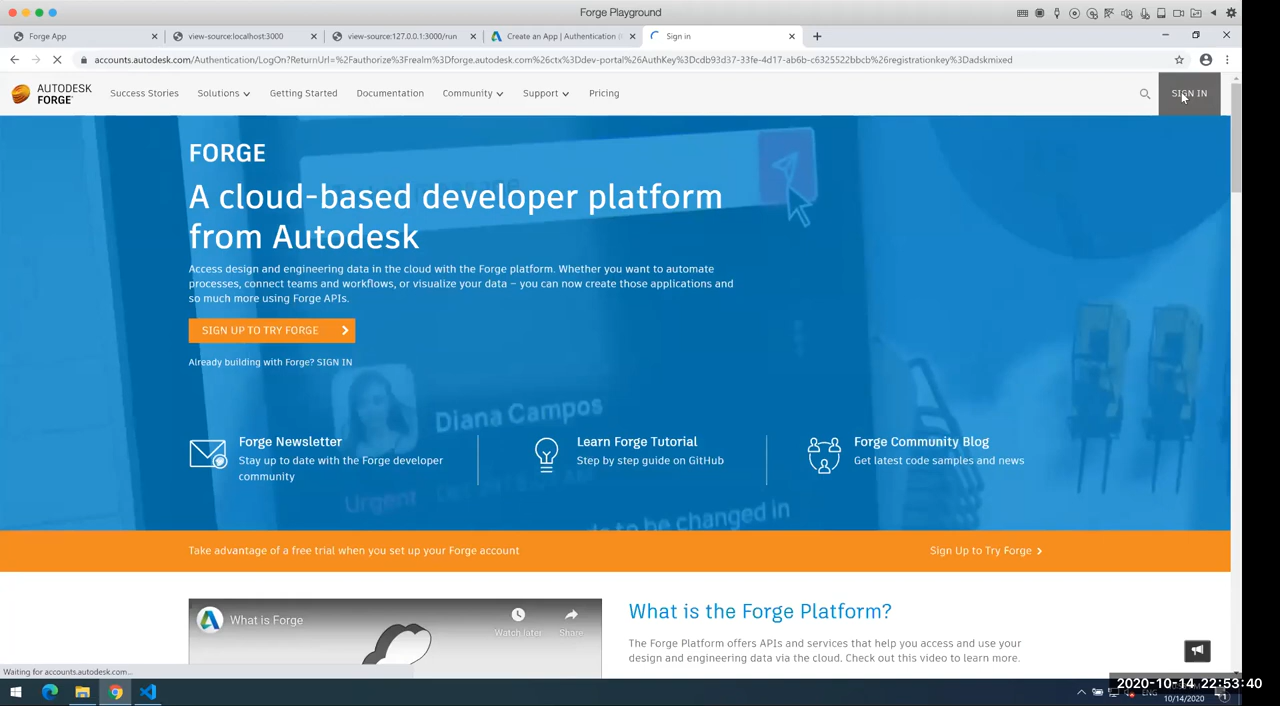 Forge Playground
Forge App
view-source:localhost:3000
view-source:127.0.0.1:3000/run
Create an App | Authentication (
Sign in
accounts.autodesk.com/Authentication/LogOn?ReturnUrl=%2Fauthorize%3Frealm%3Dforge.autodesk.com%26ctx%3Ddev-portal%26AuthKey%3Dcdb93d17-33fe-4d17-ab6b-c6325522bbcb%26registrationkey%3Dadskmixed
AUTODESK
FORGE
Success Stories
Solutions
Getting Started
Documentation
Community
Support
Pricing
SIGN IN
FORGE
A cloud-based developer platform
from Autodesk
Access design and engineering data in the cloud with the Forge platform. Whether you want to automate
processes, connect teams and workflows, or visualize your data – you can now create those applications and
so much more using Forge APIs.
SIGN UP TO TRY FORGE
Already building with Forge? SIGN IN
Diana Campos
Forge Newsletter
Stay up to date with the Forge developer
community
Learn Forge Tutorial
Step by step guide on GitHub
Forge Community Blog
Get latest code samples and news
Urgent
to be changed in
Take advantage of a free trial when you set up your Forge account
Sign Up to Try Forge
What is Forge
Watch later
Share
What is the Forge Platform?
The Forge Platform offers APIs and services that help you access and use your
design and engineering data via the cloud. Check out this video to learn more.
Waiting for accounts.autodesk.com...
2020-10-14 22:53:40
ENG
10/14/2020